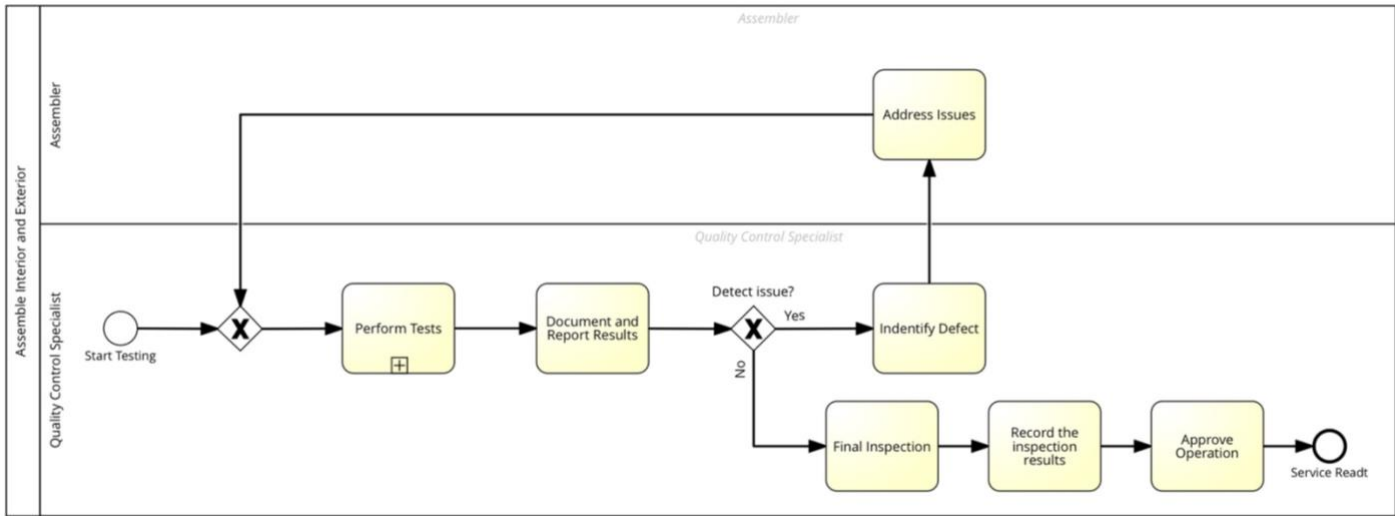 Assemble Interior and Exterior
Assembler
Assembler
Address Issues
Quality Control Specialist
Quality Control Specialist
Start Testing
X
Perform Tests
Document and
Report Results
Detect issue?
X
Yes
No
Indentify Defect
Final Inspection
Record the
inspection
results
Approve
Operation
Service Readt